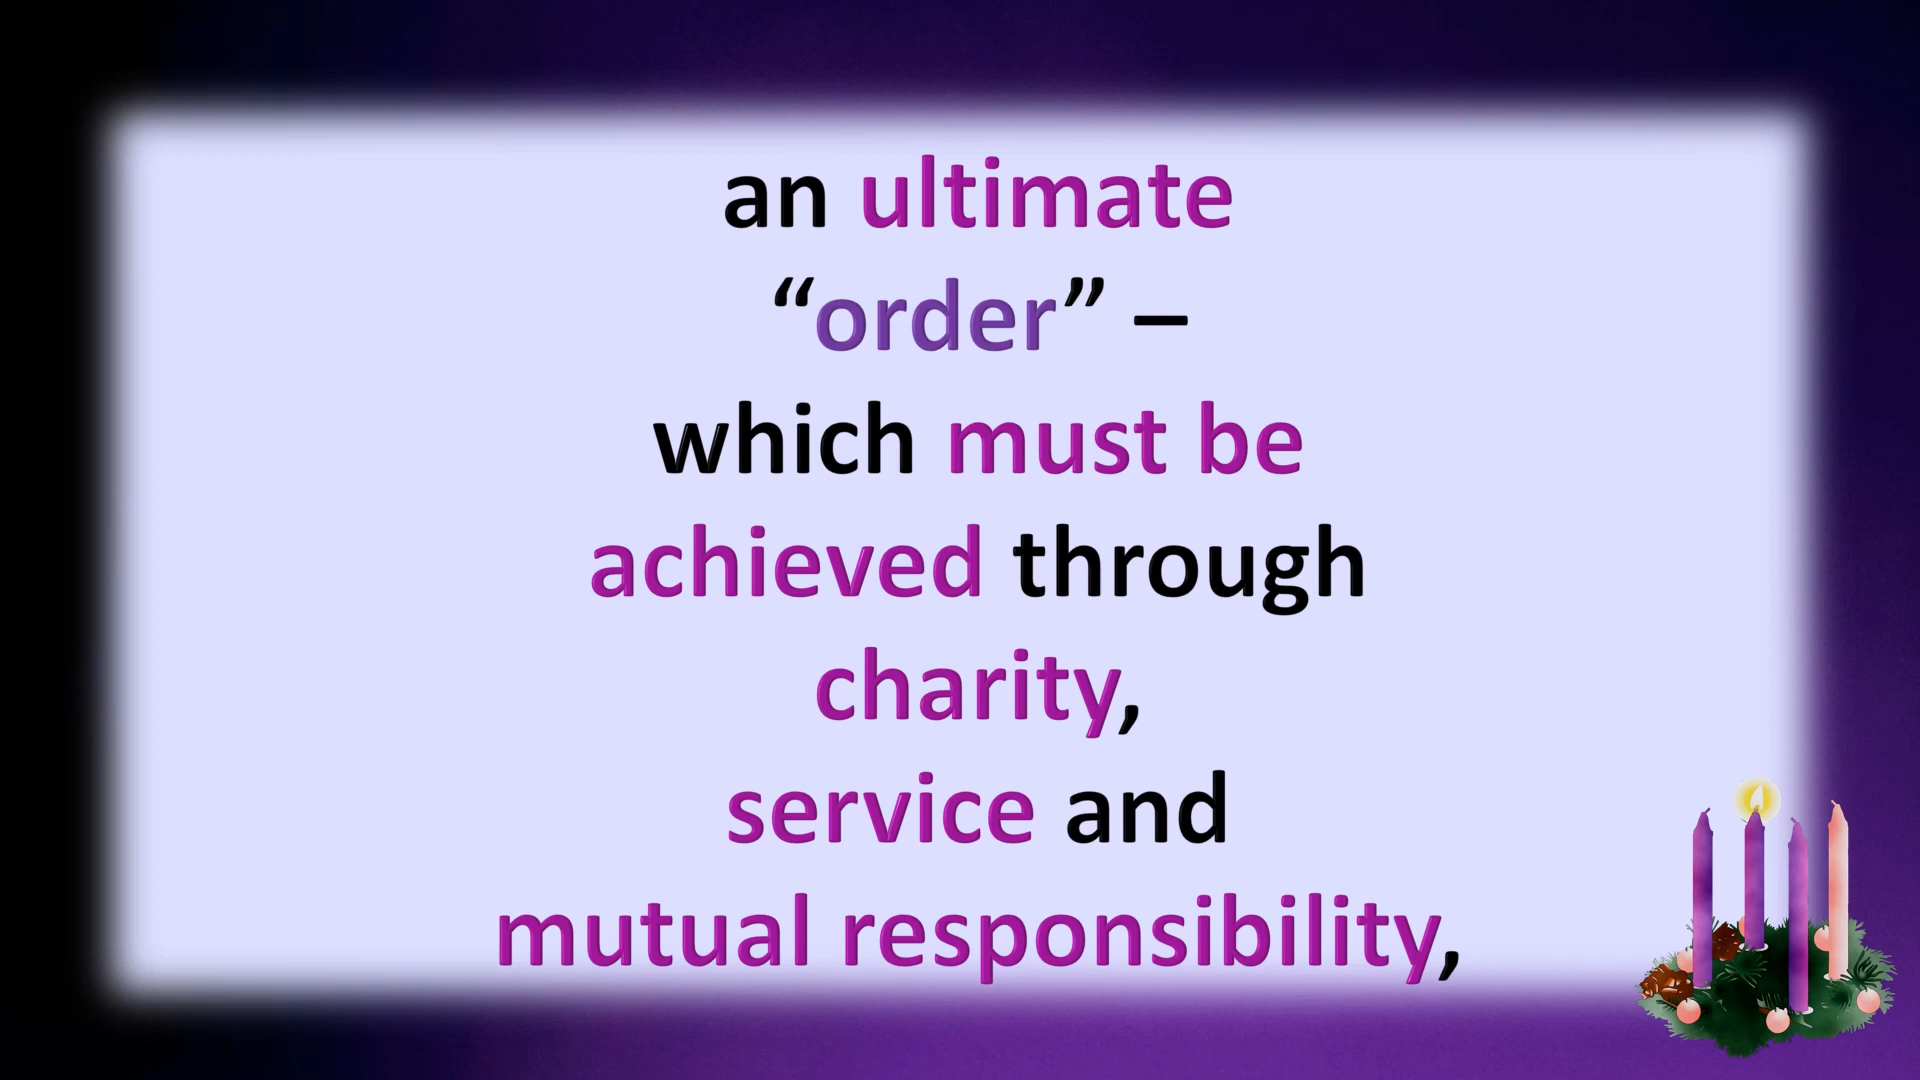 an ultimate
“order” –
which must be
achieved through
charity,
service and
mutual responsibility,